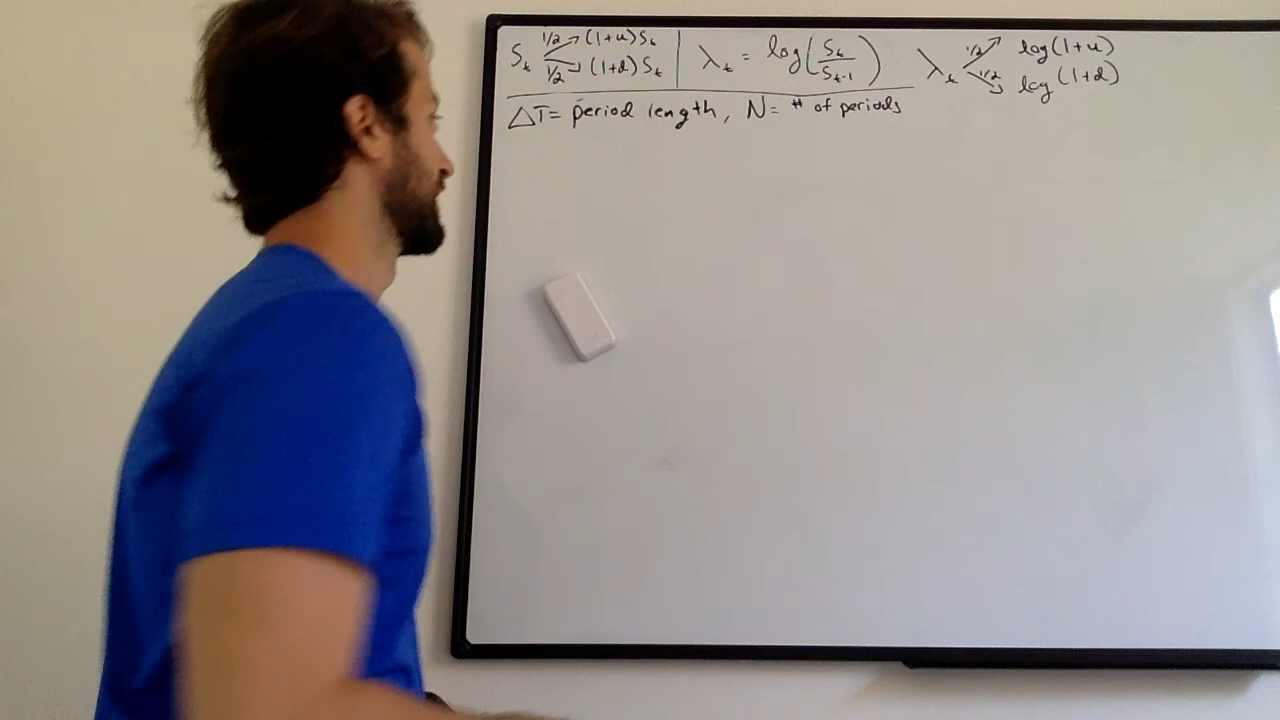 S_t 1/2 → (1+u)S_t 1/2 → (1+d)S_t | λ_t = log(S_t/S_{t-1}) λ_t 1/2 → log(1+u) 1/2 → log(1+d)
ΔT = period length, N = # of periods